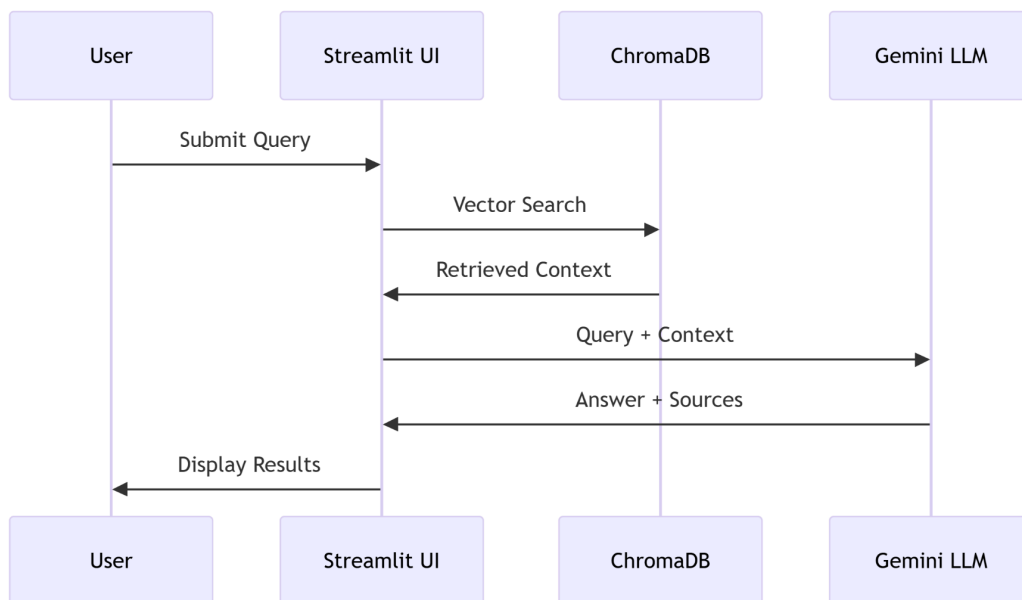 User
Streamlit UI
ChromaDB
Gemini LLM
Submit Query
Vector Search
Retrieved Context
Query + Context
Answer + Sources
Display Results
User
Streamlit UI
ChromaDB
Gemini LLM